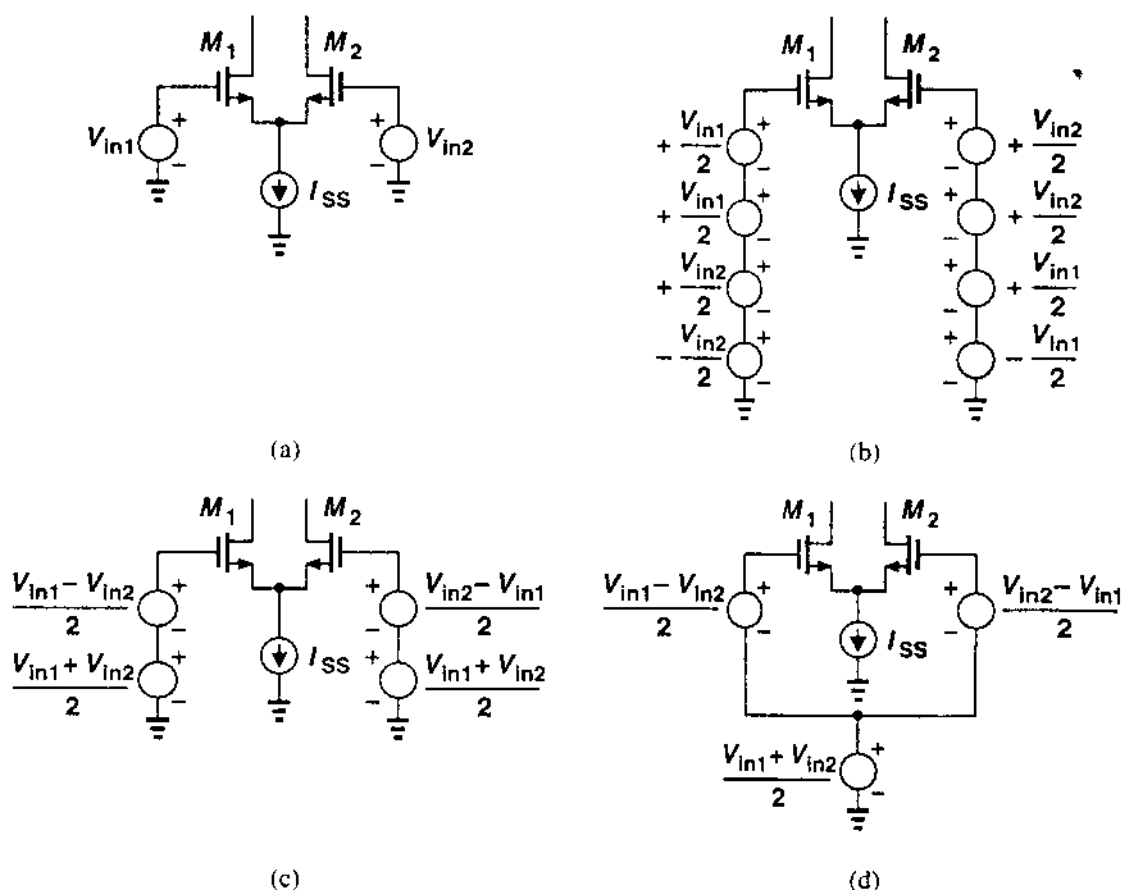 M1 M2
Vin1 + − + − Vin2
ISS
(a)
M1 M2
+ Vin1/2 + − + − + Vin2/2
+ Vin1/2 + − ISS + − + Vin2/2
+ Vin2/2 + − + − + Vin1/2
− Vin2/2 + − + − − Vin1/2
(b)
M1 M2
Vin1 − Vin2/2 + − + − Vin2 − Vin1/2
Vin1 + Vin2/2 + − ISS + − Vin1 + Vin2/2
(c)
M1 M2
Vin1 − Vin2/2 + − + − Vin2 − Vin1/2
ISS
Vin1 + Vin2/2 + −
(d)